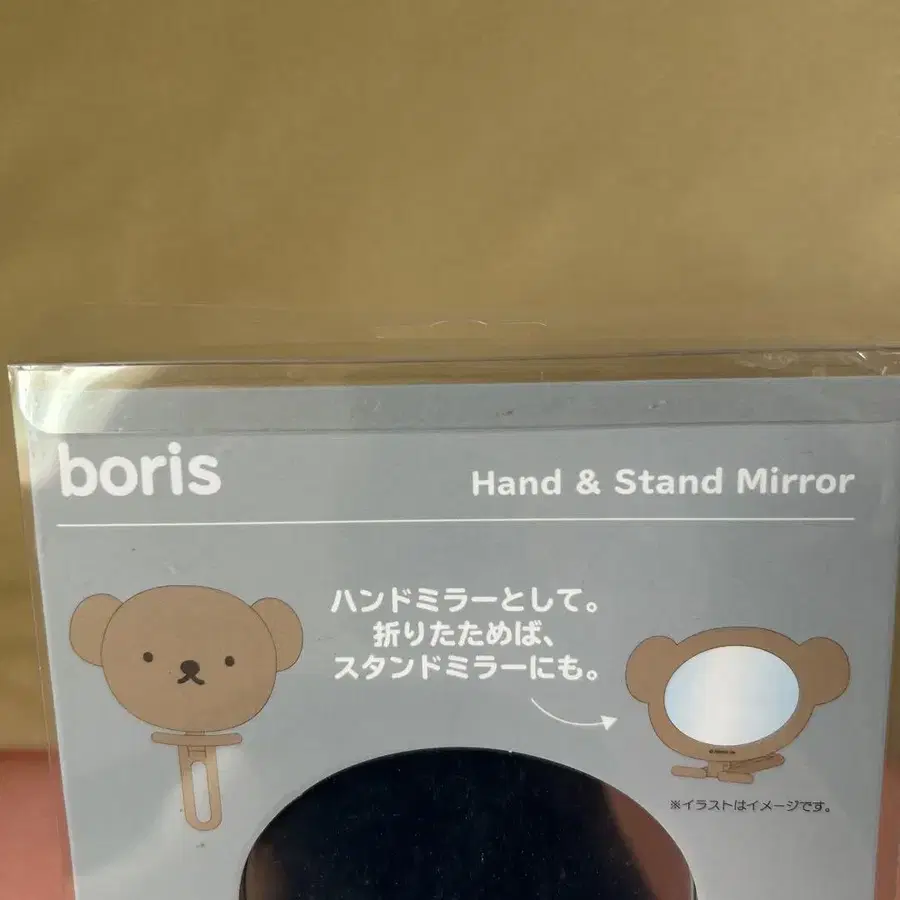 boris
Hand & Stand Mirror
ハンドミラーとして。
折りたためば、
スタンドミラーにも。
※イラストはイメージです。